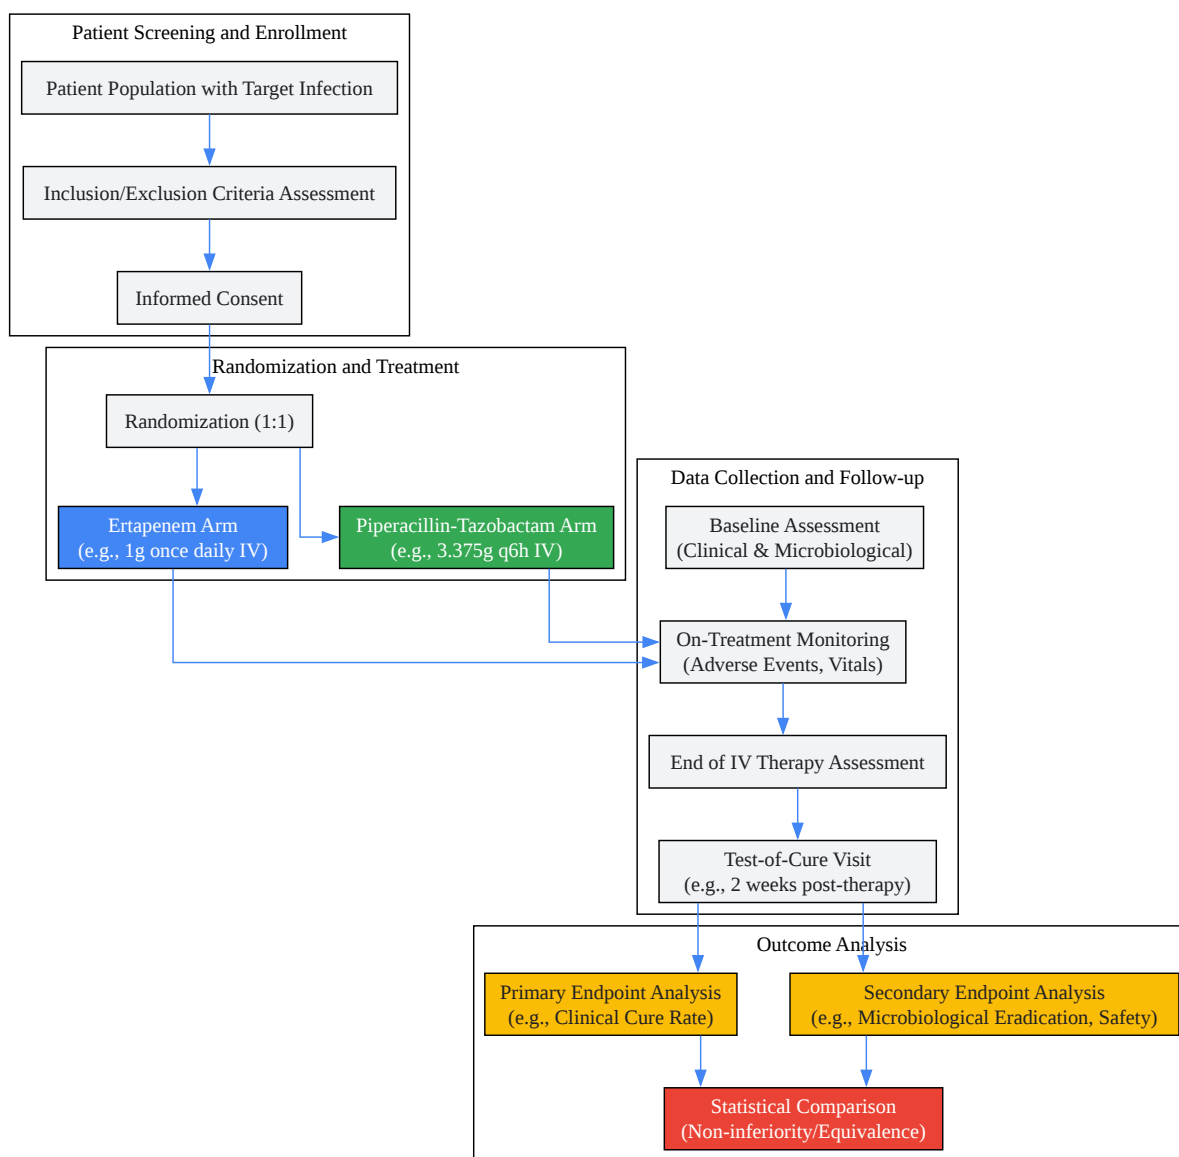 Patient Screening and Enrollment
Patient Population with Target Infection
Inclusion/Exclusion Criteria Assessment
Informed Consent
Randomization and Treatment
Randomization (1:1)
Ertapenem Arm
(e.g., 1g once daily IV)
Piperacillin-Tazobactam Arm
(e.g., 3.375g q6h IV)
Data Collection and Follow-up
Baseline Assessment
(Clinical & Microbiological)
On-Treatment Monitoring
(Adverse Events, Vitals)
End of IV Therapy Assessment
Test-of-Cure Visit
(e.g., 2 weeks post-therapy)
Outcome Analysis
Primary Endpoint Analysis
(e.g., Clinical Cure Rate)
Secondary Endpoint Analysis
(e.g., Microbiological Eradication, Safety)
Statistical Comparison
(Non-inferiority/Equivalence)